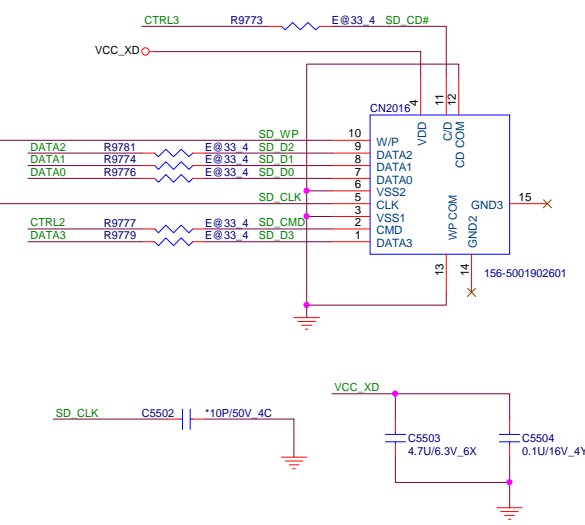 CTRL3 R9773 E@33_4 SD_CD#
VCC_XD
CN2016
4 11 12
VDD C/D CD COM
SD_WP 10 W/P
DATA2 R9781 E@33_4 SD_D2 9 DATA2
DATA1 R9774 E@33_4 SD_D1 8 DATA1
DATA0 R9776 E@33_4 SD_D0 7 DATA0
6 VSS2
SD_CLK 5 CLK GND3 15
3 VSS1
CTRL2 R9777 E@33_4 SD_CMD 2 CMD
DATA3 R9779 E@33_4 SD_D3 1 DATA3
WP COM GND2
13 14
156-5001902601
VCC_XD
SD_CLK C5502 *10P/50V_4C
C5503 C5504
4.7U/6.3V_6X 0.1U/16V_4Y